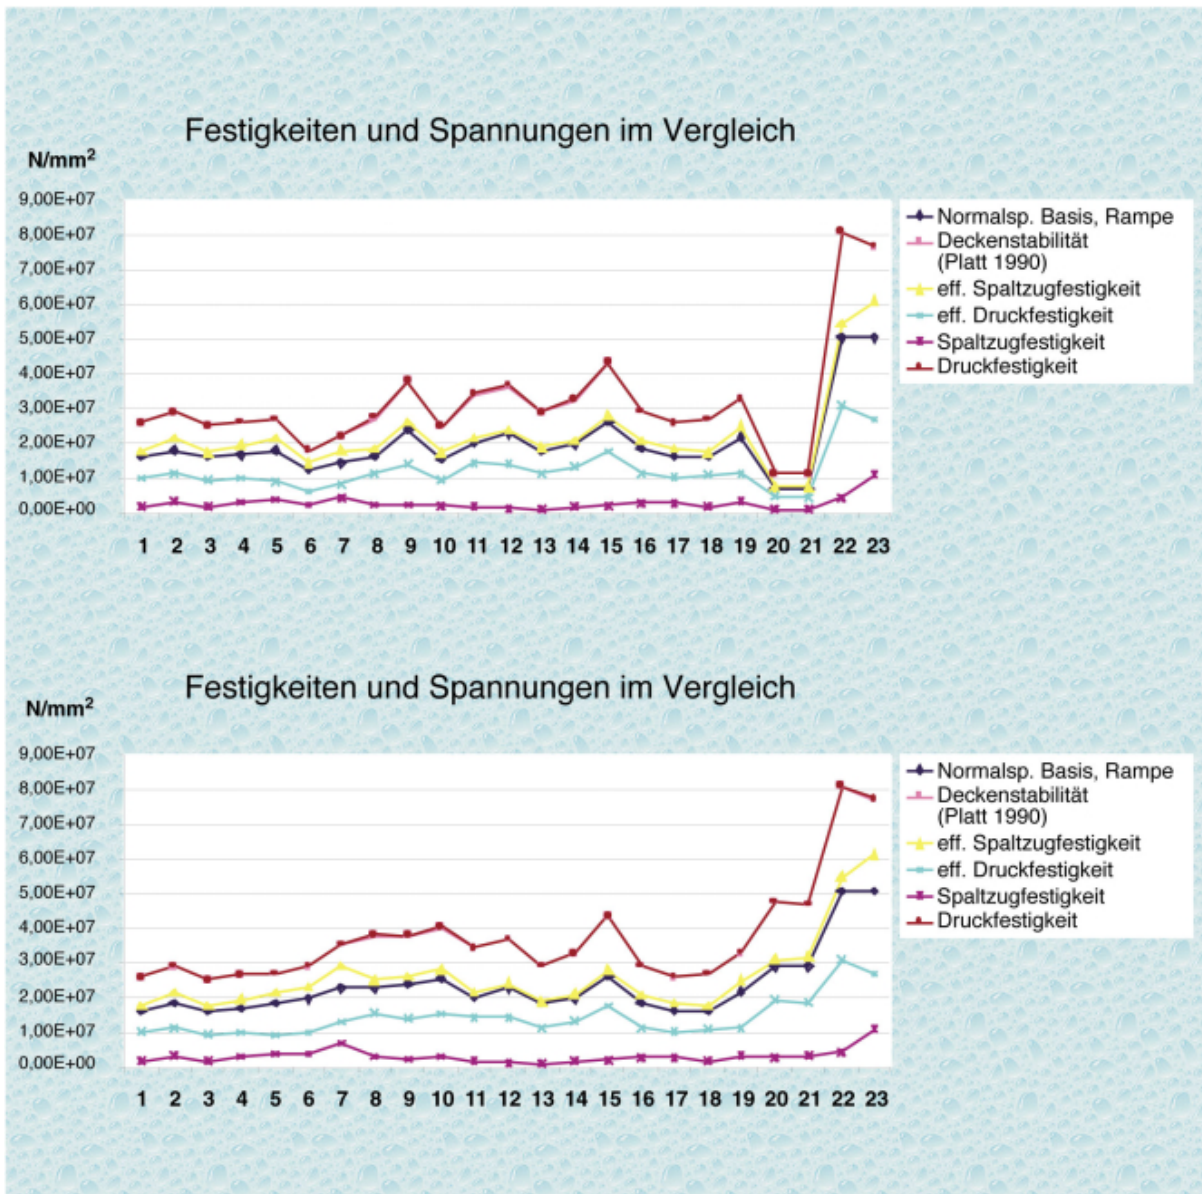 Festigkeiten und Spannungen im Vergleich
N/mm²
9,00E+07
8,00E+07
7,00E+07
6,00E+07
5,00E+07
4,00E+07
3,00E+07
2,00E+07
1,00E+07
0,00E+00
1 2 3 4 5 6 7 8 9 10 11 12 13 14 15 16 17 18 19 20 21 22 23
Normalsp. Basis, Rampe
Deckenstabilität
(Platt 1990)
eff. Spaltzugfestigkeit
eff. Druckfestigkeit
Spaltzugfestigkeit
Druckfestigkeit
Festigkeiten und Spannungen im Vergleich
N/mm²
9,00E+07
8,00E+07
7,00E+07
6,00E+07
5,00E+07
4,00E+07
3,00E+07
2,00E+07
1,00E+07
0,00E+00
1 2 3 4 5 6 7 8 9 10 11 12 13 14 15 16 17 18 19 20 21 22 23
Normalsp. Basis, Rampe
Deckenstabilität
(Platt 1990)
eff. Spaltzugfestigkeit
eff. Druckfestigkeit
Spaltzugfestigkeit
Druckfestigkeit